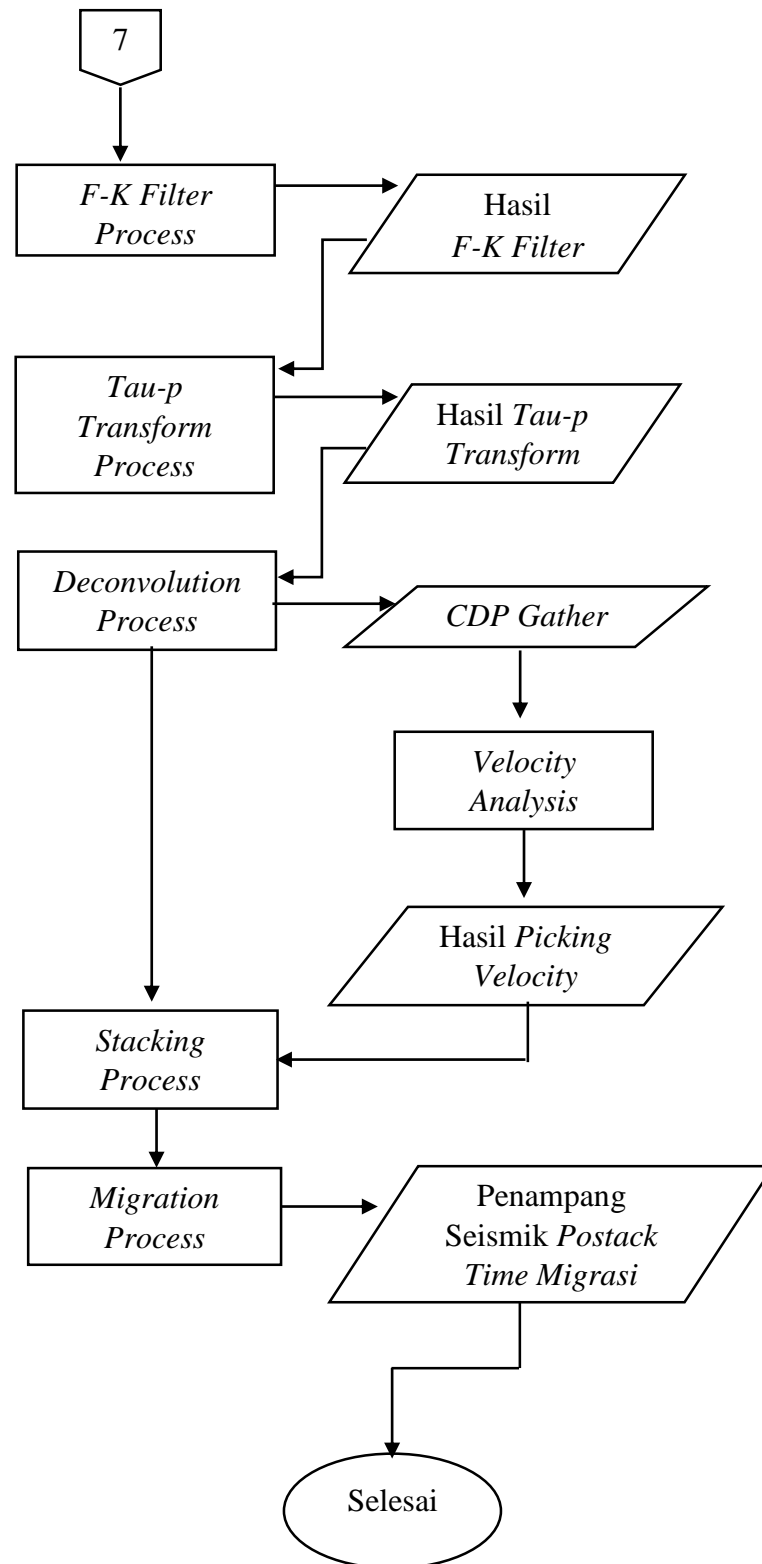 7
F-K Filter
Process
Hasil
F-K Filter
Tau-p
Transform
Process
Hasil Tau-p
Transform
Deconvolution
Process
CDP Gather
Velocity
Analysis
Hasil Picking
Velocity
Stacking
Process
Migration
Process
Penampang
Seismik Postack
Time Migrasi
Selesai